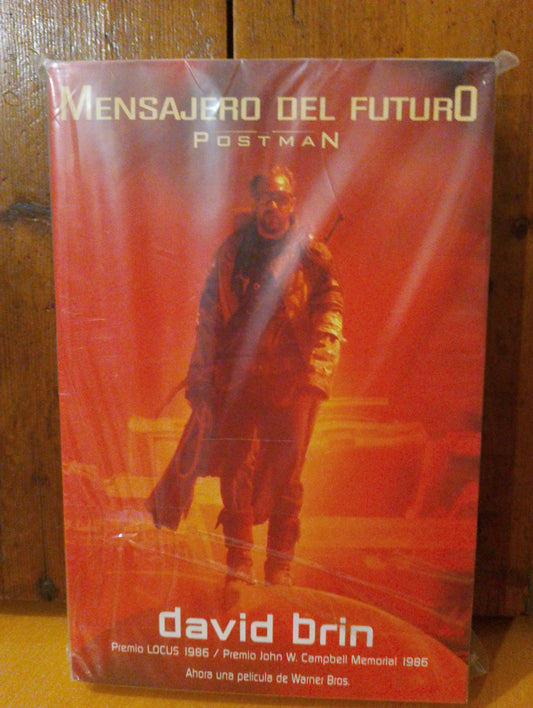 MENSAJERO DEL FUTURO
POSTMAN
david brin
Premio LOCUS 1986 / Premio John W. Campbell Memorial 1986
Ahora una película de Warner Bros.